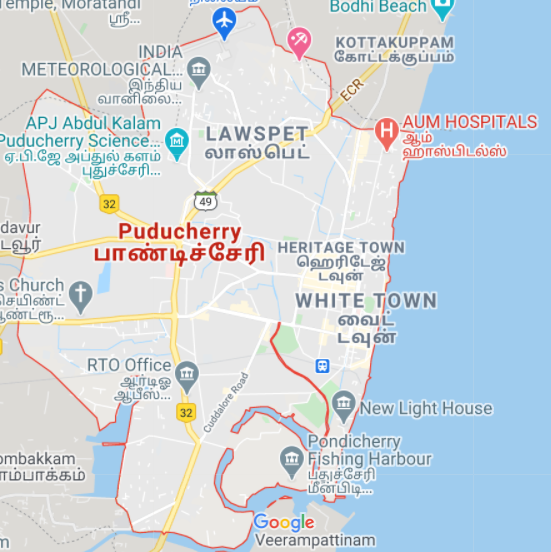 Temple, Moratandi
ஸ்ரீ...
Bodhi Beach
KOTTAKUPPAM
கோட்டக்குப்பம்
INDIA
METEOROLOGICAL...
இந்திய
வானிலை...
ECR
APJ Abdul Kalam
Puducherry Science...
ஏ.பி.ஜே அப்துல் கலாம்
புதுச்சேரி...
LAWSPET
லாஸ்பெட்
AUM HOSPITALS
ஆம்
ஹாஸ்பிடல்ஸ்
32
49
Puducherry
பாண்டிச்சேரி
HERITAGE TOWN
ஹெரிடேஜ்
டவுன்
s Church
செயிண்ட்
WHITE TOWN
வைட்
டவுன்
RTO Office
ஆர்டிஓ
ஆபீஸ்...
32
Cuddalore Road
New Light House
Pondicherry
Fishing Harbour
புதுச்சேரி
மீன்பிடி...
Google
Veerampattinam